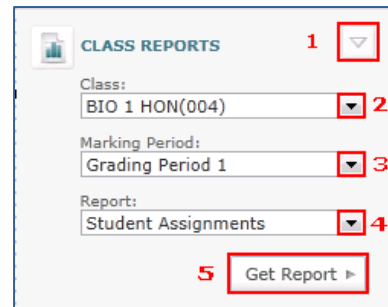 CLASS REPORTS 1
Class:
BIO 1 HON(004) 2
Marking Period:
Grading Period 1 3
Report:
Student Assignments 4
5 Get Report